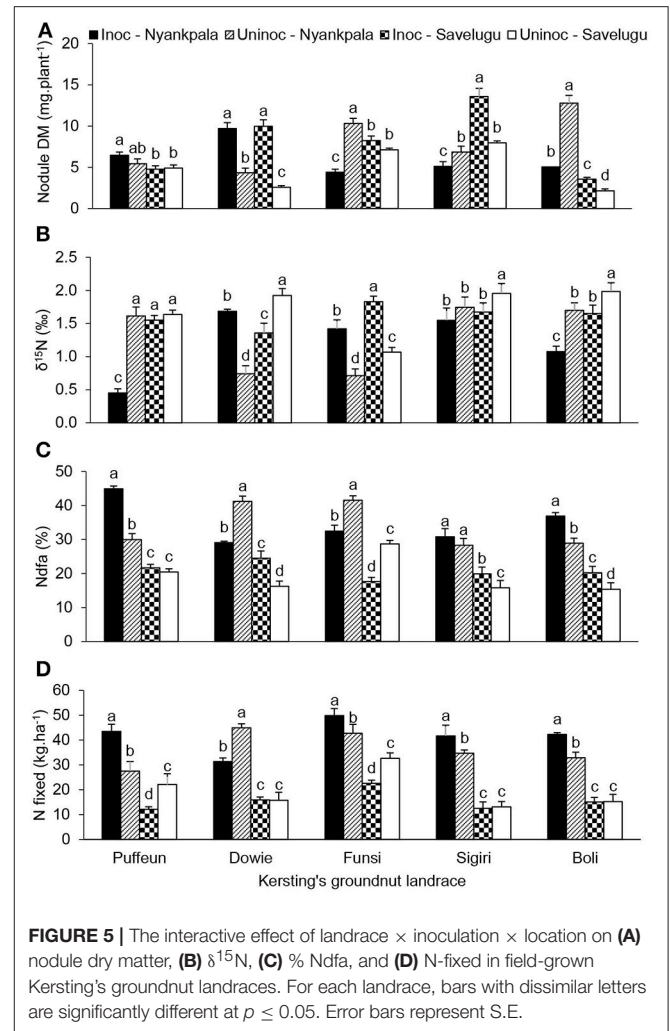 ■ Inoc - Nyankpala ▨ Uninoc - Nyankpala ▩ Inoc - Savelugu □ Uninoc - Savelugu
A
Nodule DM (mg.plant⁻¹)
20
15
10
5
0
a ab b b
a b a c
c a b b
c b a b
b a c d
B
δ¹⁵N (‰)
2.5
2.0
1.5
1.0
0.5
0.0
c a a a
b d c a
b d a c
b b b a
c b b a
C
Ndfa (%)
50
40
30
20
10
0
a b c c
b a c d
b a d c
a a b c
a b c d
D
N fixed (kg.ha⁻¹)
60
50
40
30
20
10
0
a b d c
b a c c
a b d c
a b c c
a b c c
Puffeun Dowie Funsi Sigiri Boli
Kersting's groundnut landrace
FIGURE 5 | The interactive effect of landrace × inoculation × location on (A)
nodule dry matter, (B) δ¹⁵N, (C) % Ndfa, and (D) N-fixed in field-grown
Kersting's groundnut landraces. For each landrace, bars with dissimilar letters
are significantly different at p ≤ 0.05. Error bars represent S.E.